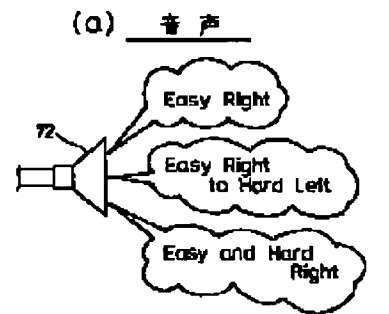 (a) 音声
72
Easy Right
Easy Right
to Hard Left
Easy and Hard
Right